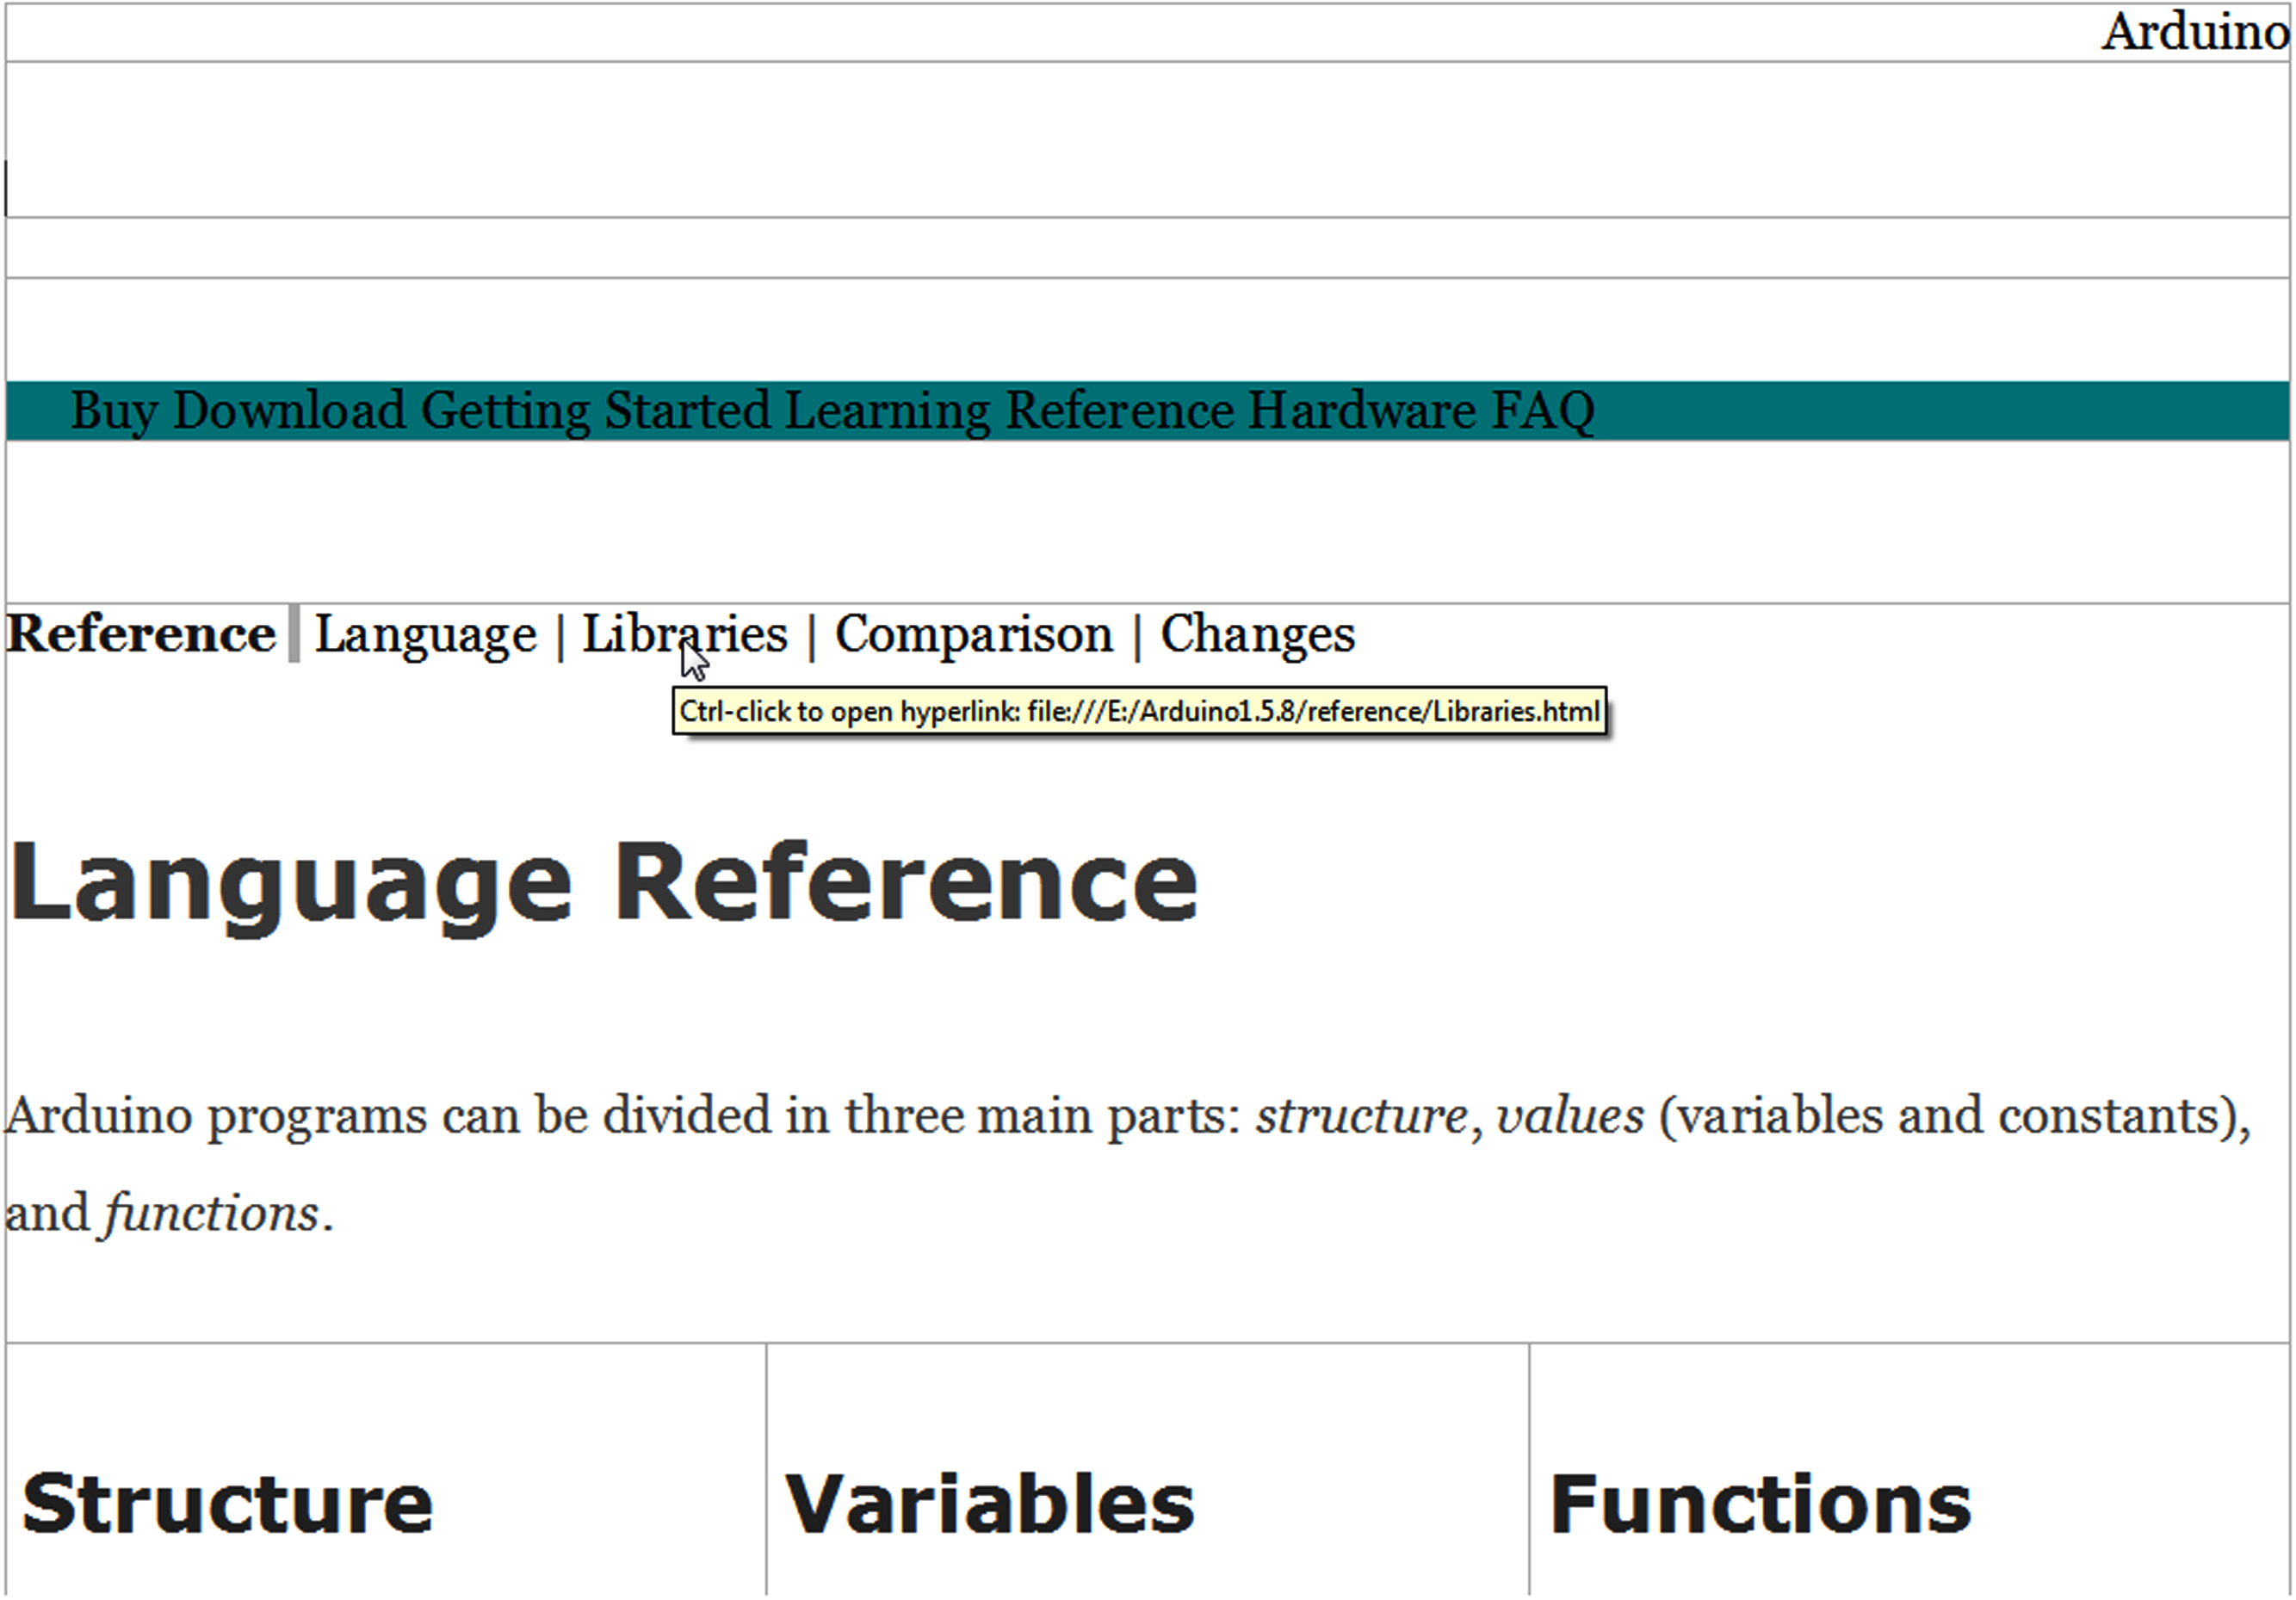 Arduino
Buy Download Getting Started Learning Reference Hardware FAQ
Reference Language | Libraries | Comparison | Changes
Ctrl-click to open hyperlink: file:///E:/Arduino1.5.8/reference/Libraries.html
Language Reference
Arduino programs can be divided in three main parts: structure, values (variables and constants),
and functions.
Structure Variables Functions